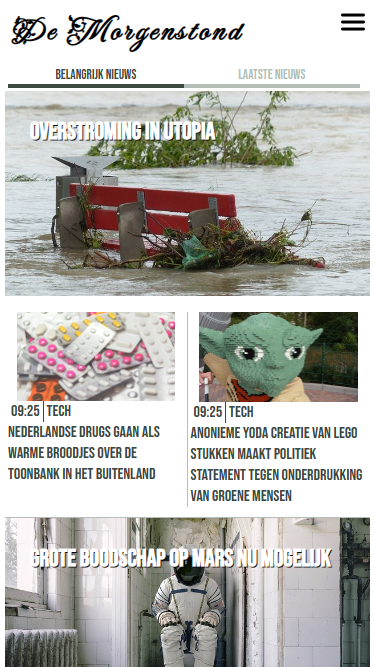 De Morgenstond
BELANGRIJK NIEUWS
LAATSTE NIEUWS
OVERSTROMING IN UTOPIA
09:25 | TECH
NEDERLANDSE DRUGS GAAN ALS
WARME BROODJES OVER DE
TOONBANK IN HET BUITENLAND
09:25 | TECH
ANONIEME YODA CREATIE VAN LEGO
STUKKEN MAAKT POLITIEK
STATEMENT TEGEN ONDERDRUKKING
VAN GROENE MENSEN
GROTE BOODSCHAP OP MARS NU MOGELIJK